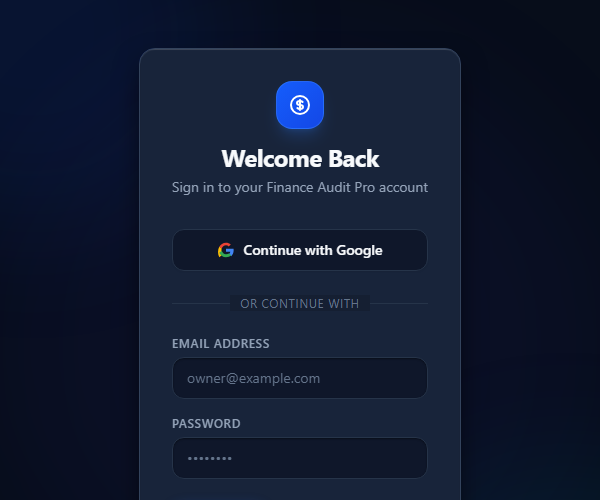 Welcome Back
Sign in to your Finance Audit Pro account
Continue with Google
OR CONTINUE WITH
EMAIL ADDRESS
owner@example.com
PASSWORD
••••••••